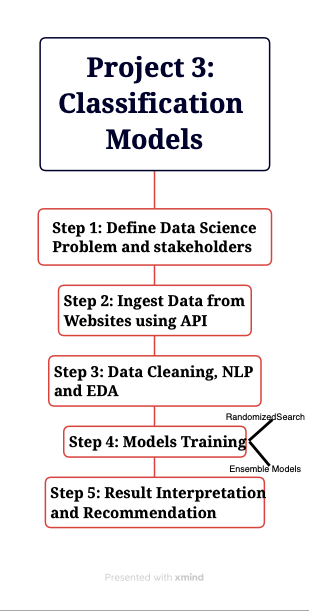 Project 3:
Classification
Models
Step 1: Define Data Science
Problem and stakeholders
Step 2: Ingest Data from
Websites using API
Step 3: Data Cleaning, NLP
and EDA
RandomizedSearch
Step 4: Models Training
Ensemble Models
Step 5: Result Interpretation
and Recommendation
Presented with xmind